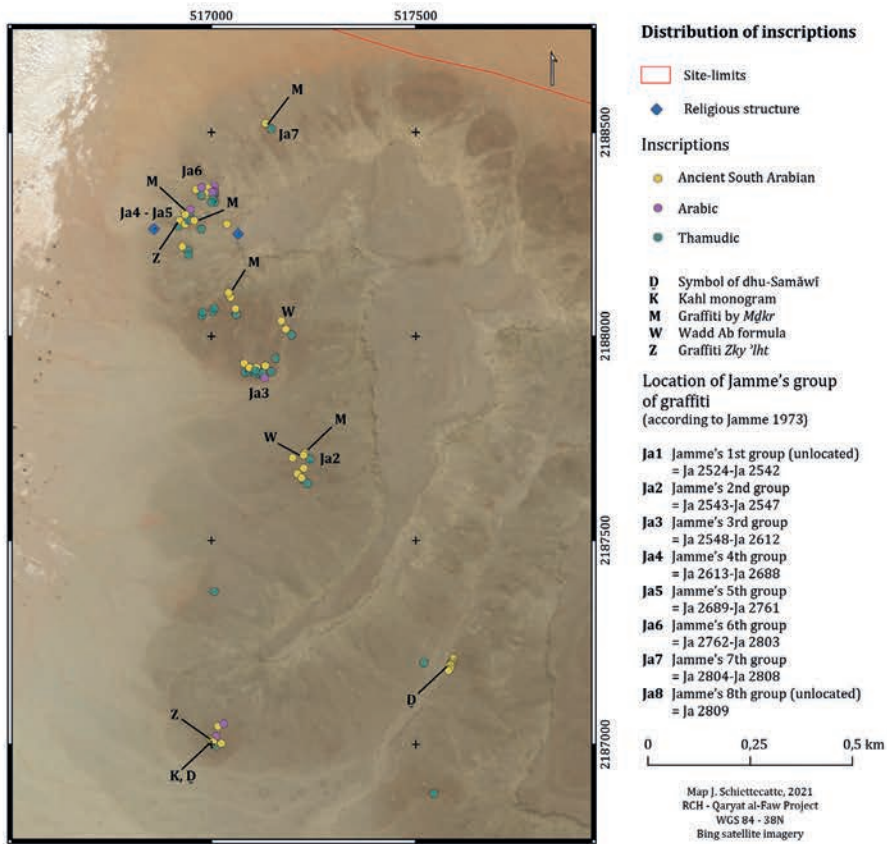 517000
517500
M
Ja7
Ja6
M
Ja4 - Ja5
M
Z
M
W
Ja3
M
W
Ja2
Ḏ
Z
K, Ḏ
2188500
2188000
2187500
2187000
Distribution of inscriptions
Site-limits
Religious structure
Inscriptions
Ancient South Arabian
Arabic
Thamudic
Ḏ Symbol of dhu-Samāwī
K Kahl monogram
M Graffiti by Mḏkr
W Wadd Ab formula
Z Graffiti Zky ʾlht
Location of Jamme's group
of graffiti
(according to Jamme 1973)
Ja1 Jamme's 1st group (unlocated)
= Ja 2524-Ja 2542
Ja2 Jamme's 2nd group
= Ja 2543-Ja 2547
Ja3 Jamme's 3rd group
= Ja 2548-Ja 2612
Ja4 Jamme's 4th group
= Ja 2613-Ja 2688
Ja5 Jamme's 5th group
= Ja 2689-Ja 2761
Ja6 Jamme's 6th group
= Ja 2762-Ja 2803
Ja7 Jamme's 7th group
= Ja 2804-Ja 2808
Ja8 Jamme's 8th group (unlocated)
= Ja 2809
0 0,25 0,5 km
Map J. Schiettecatte, 2021
RCH - Qaryat al-Faw Project
WGS 84 - 38N
Bing satellite imagery